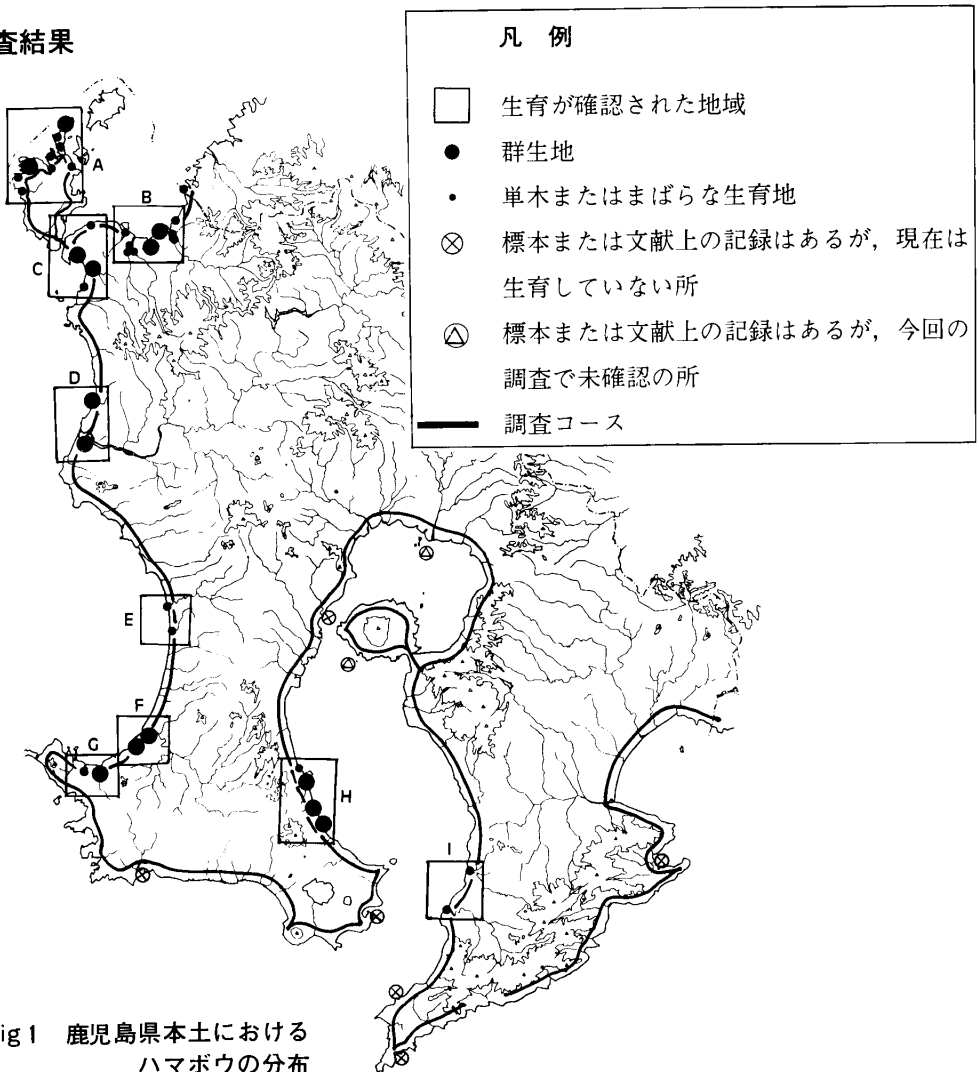 査結果
凡 例
生育が確認された地域
群生地
単木またはまばらな生育地
標本または文献上の記録はあるが，現在は
生育していない所
標本または文献上の記録はあるが，今回の
調査で未確認の所
調査コース
A
B
C
D
E
F
G
H
I
ig 1 鹿児島県本土における
ハマボウの分布